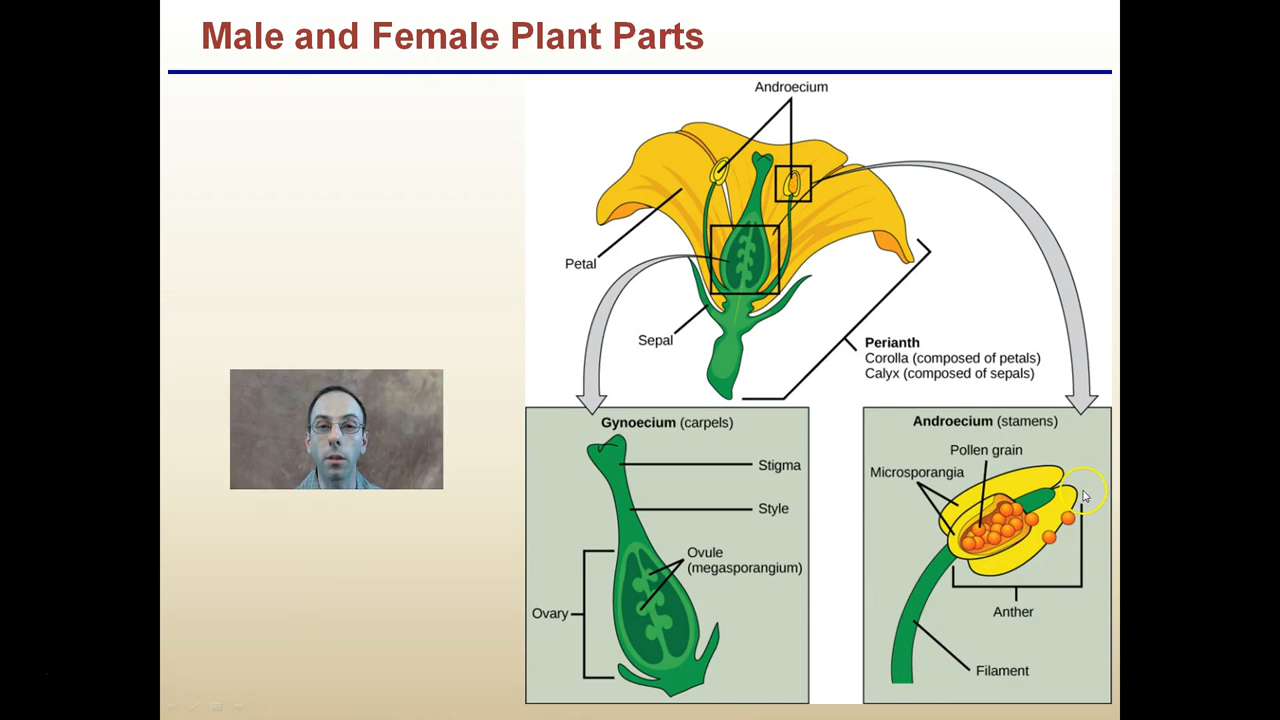 Male and Female Plant Parts
Androecium
Petal
Sepal
Perianth
Corolla (composed of petals)
Calyx (composed of sepals)
Gynoecium (carpels)
Stigma
Style
Ovule
(megasporangium)
Ovary
Androecium (stamens)
Pollen grain
Microsporangia
Anther
Filament